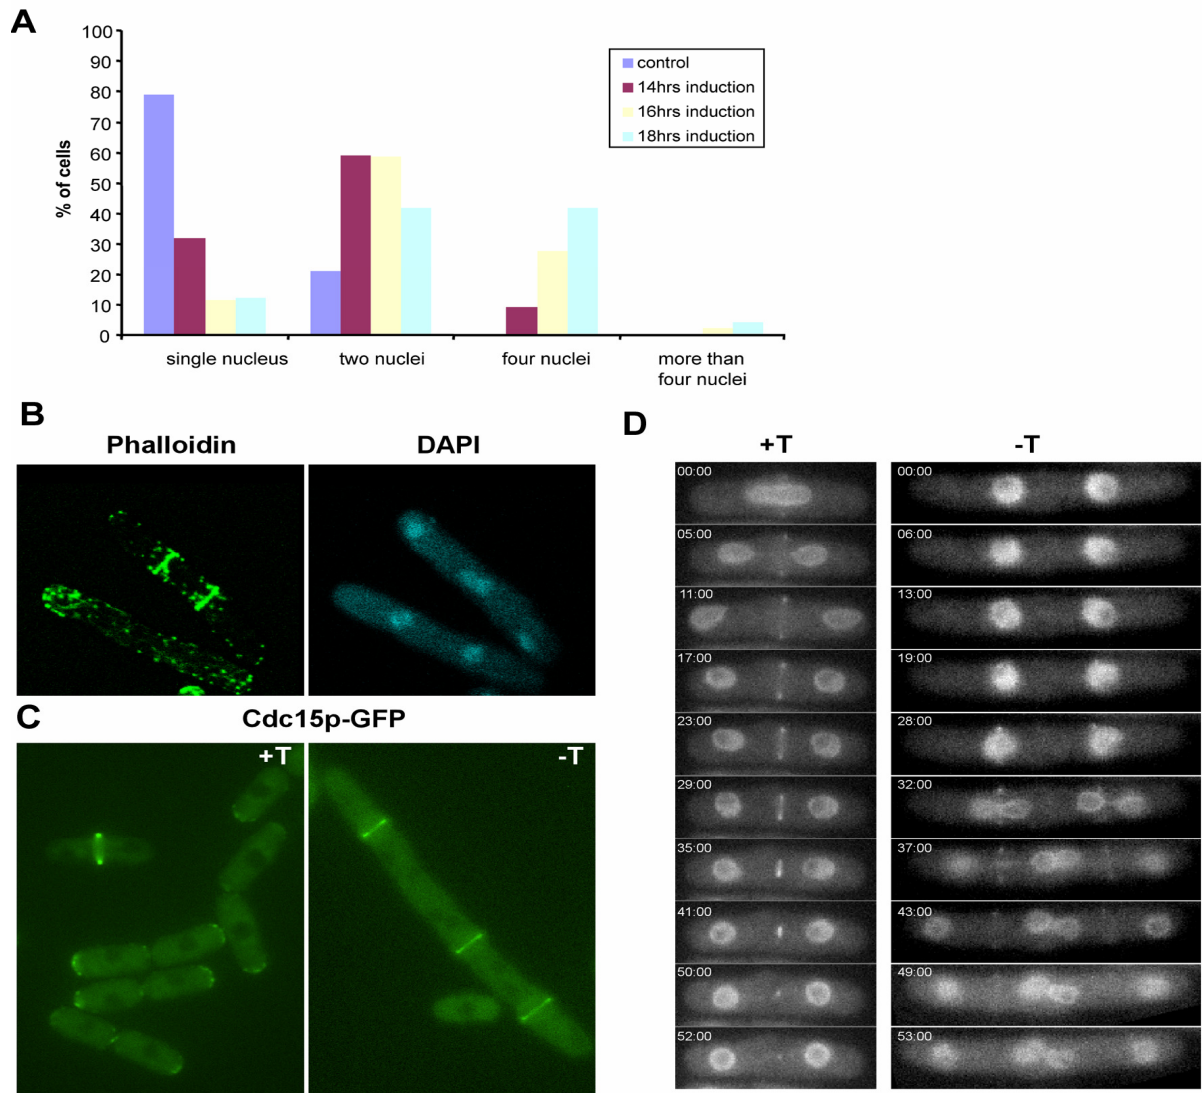 A
100
90
80
70
60
50
40
30
20
10
0
% of cells
control
14hrs induction
16hrs induction
18hrs induction
single nucleus
two nuclei
four nuclei
more than
four nuclei
B
Phalloidin
DAPI
C
Cdc15p-GFP
+T
-T
D
+T
-T
00:00
05:00
11:00
17:00
23:00
29:00
35:00
41:00
50:00
52:00
00:00
06:00
13:00
19:00
28:00
32:00
37:00
43:00
49:00
53:00